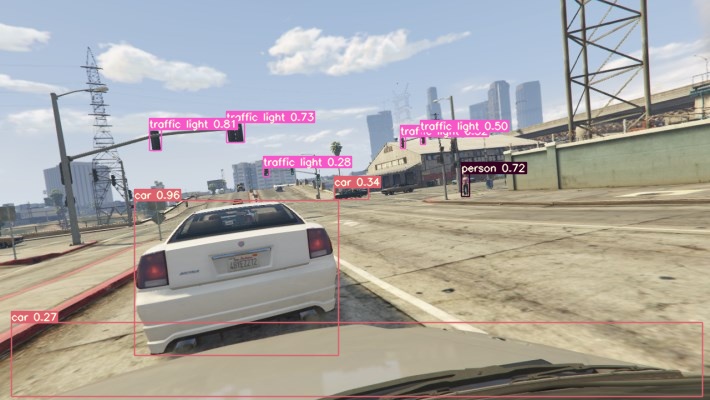 traffic light 0.73
traffic light 0.81
traffic light 0.50
traffic light 0.28
person 0.72
car 0.34
car 0.96
car 0.27